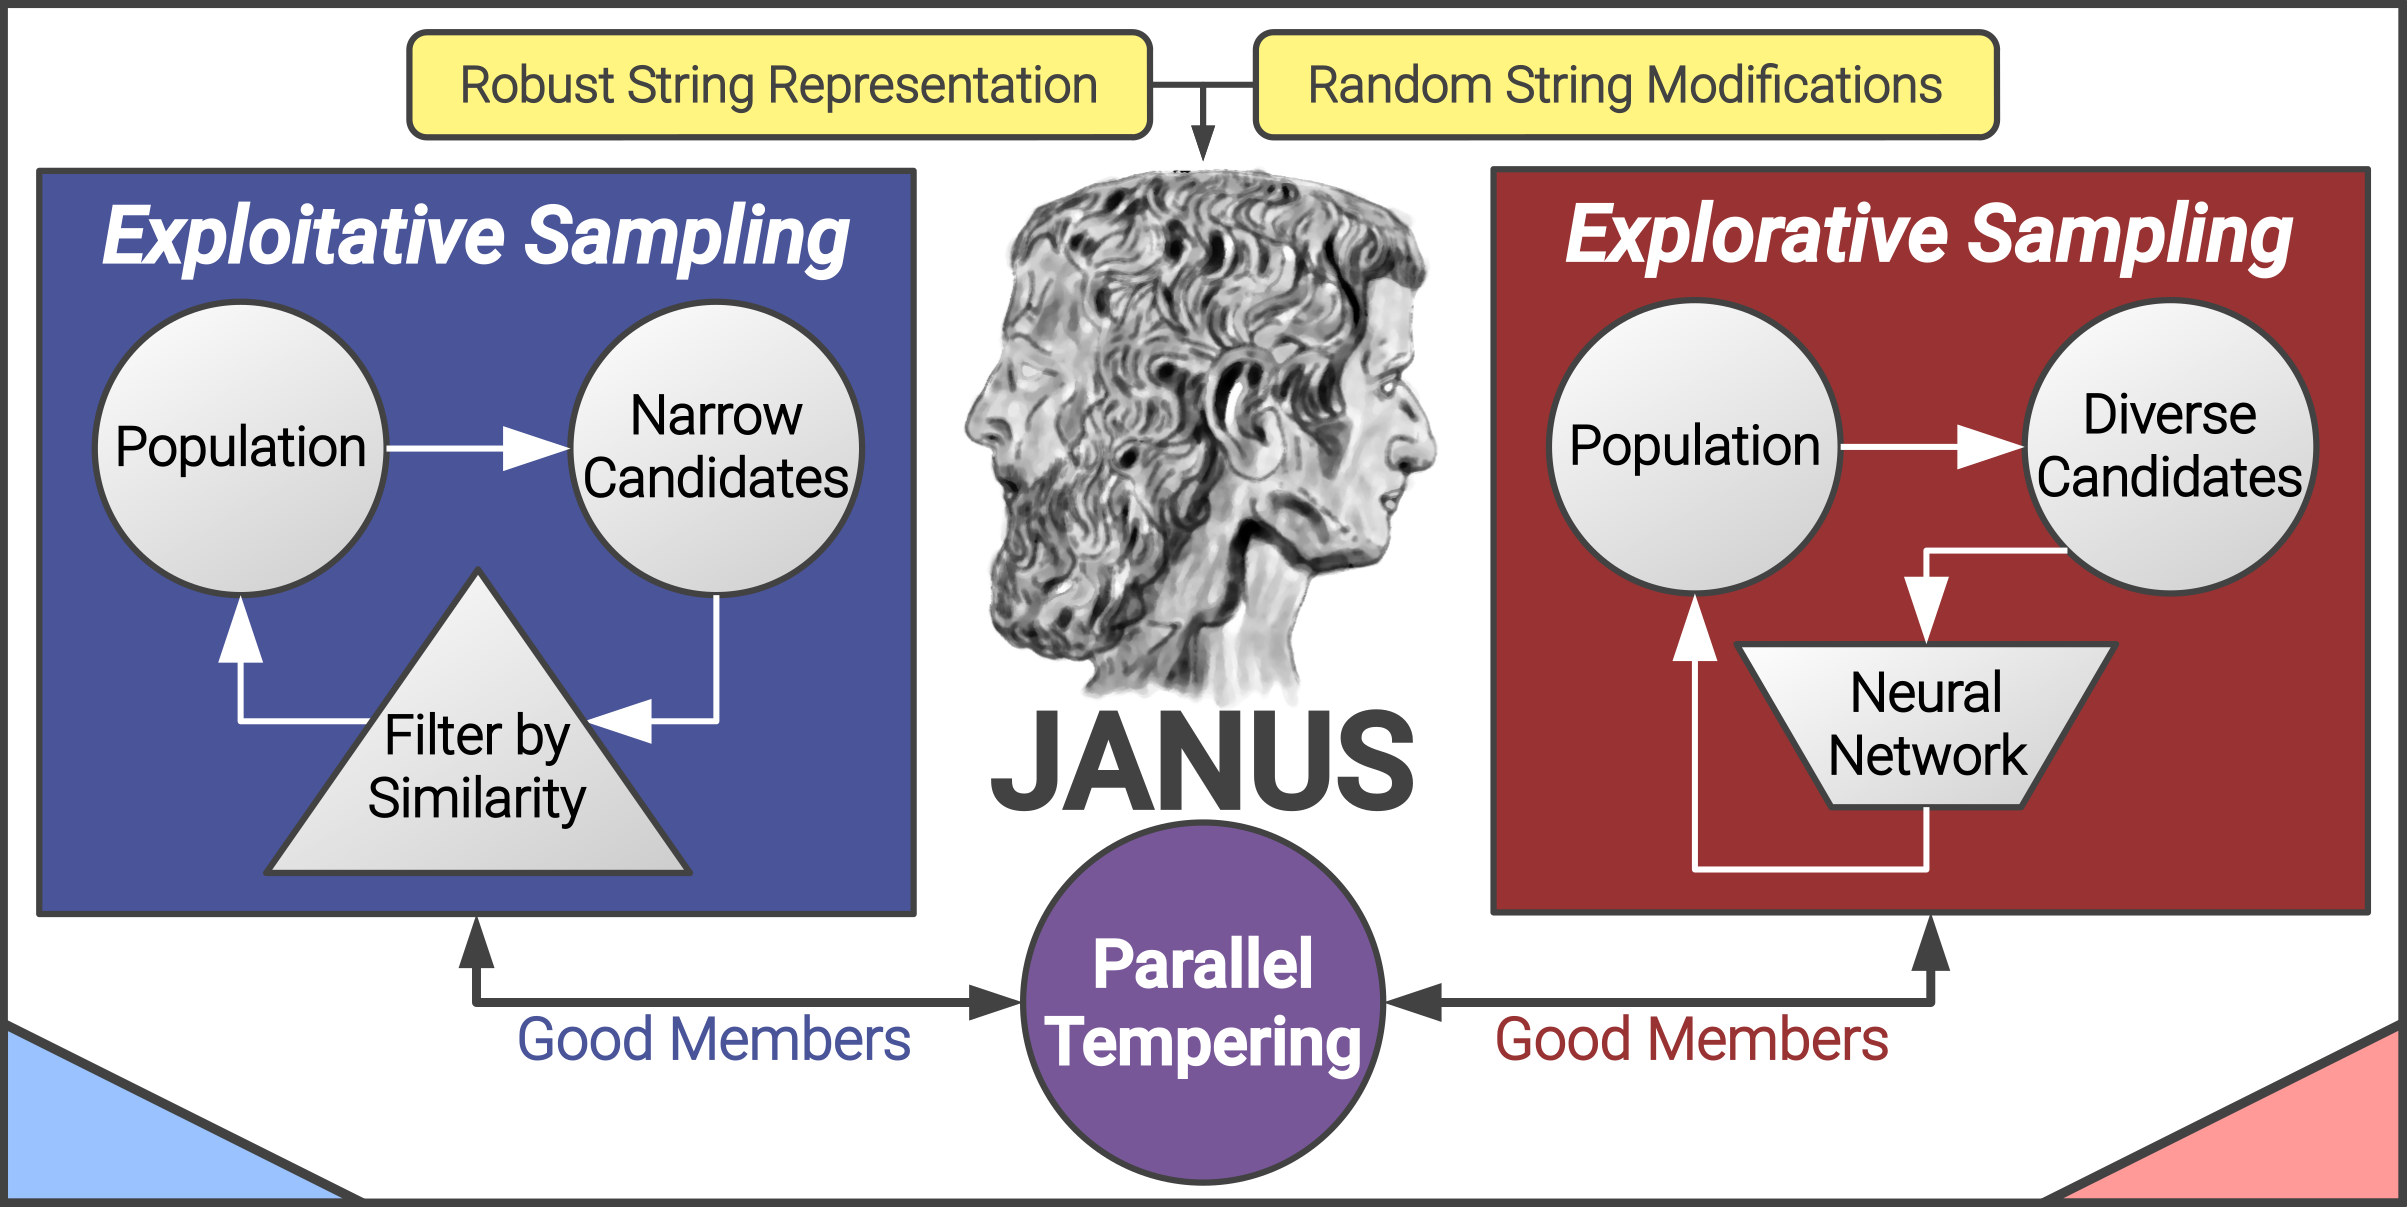 Robust String Representation
Random String Modifications
Exploitative Sampling
Population
Narrow
Candidates
Filter by
Similarity
JANUS
Explorative Sampling
Population
Diverse
Candidates
Neural
Network
Parallel
Tempering
Good Members
Good Members